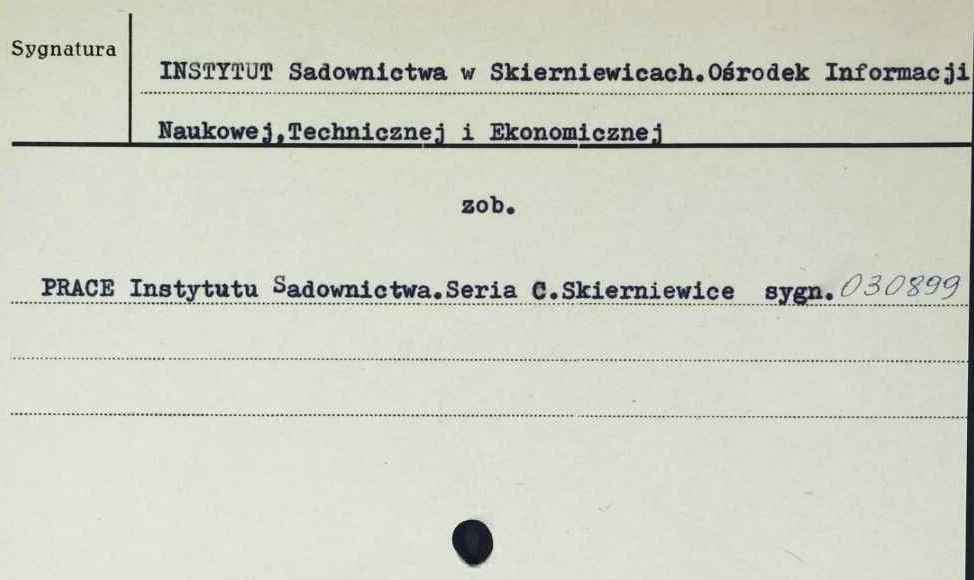 Sygnatura
INSTYTUT Sadownictwa w Skierniewicach.Ośrodek Informacji
Naukowej,Technicznej i Ekonomicznej
zob.
PRACE Instytutu Sadownictwa.Seria C.Skierniewice sygn. 030899